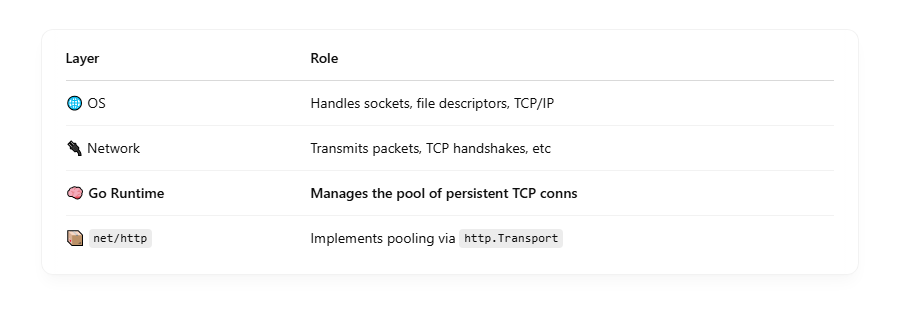 Layer Role
🌐 OS Handles sockets, file descriptors, TCP/IP
🔌 Network Transmits packets, TCP handshakes, etc
🧠 Go Runtime Manages the pool of persistent TCP conns
📦 net/http Implements pooling via http.Transport